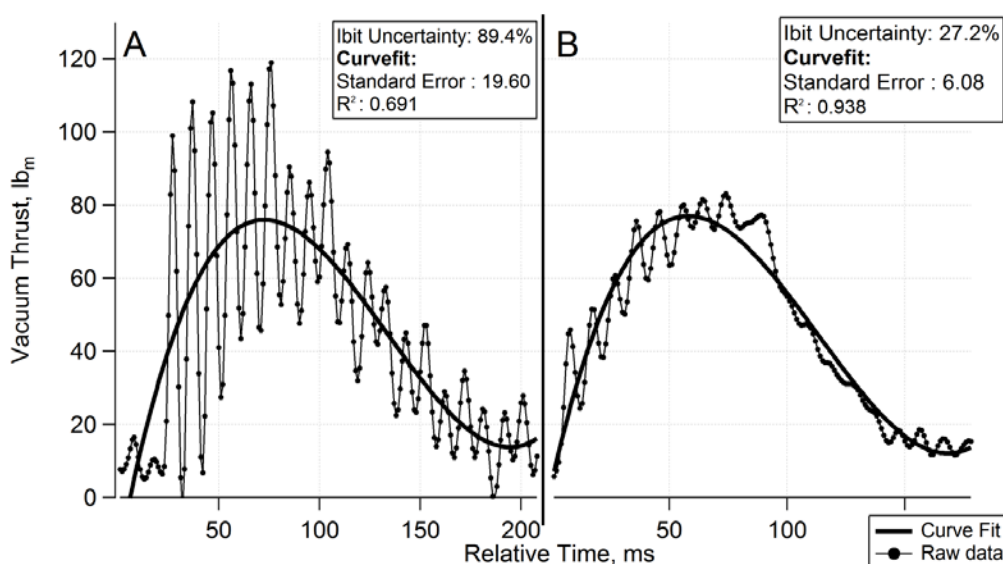 A
Ibit Uncertainty: 89.4%
Curvefit:
Standard Error : 19.60
R²: 0.691
B
Ibit Uncertainty: 27.2%
Curvefit:
Standard Error : 6.08
R²: 0.938
Vacuum Thrust, lbm
120
100
80
60
40
20
0
50
100
150
200
50
100
Relative Time, ms
Curve Fit
Raw data